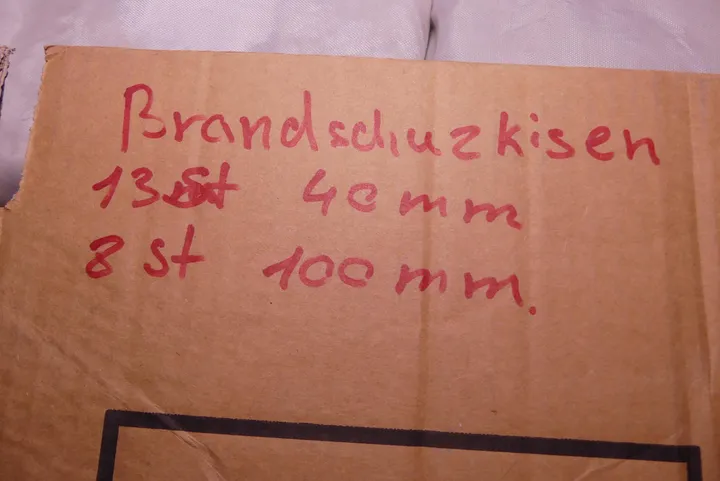 Brandschuzkisen
13 St 40 mm
8 St 100 mm.